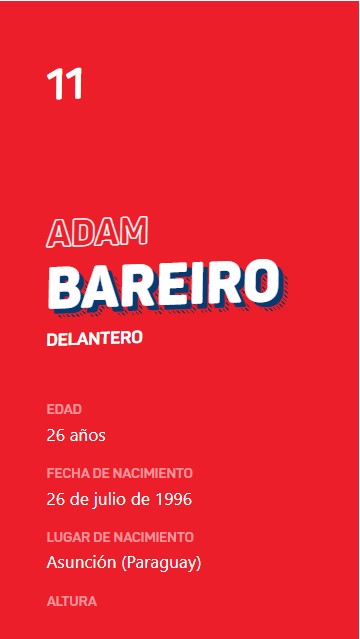 11
ADAM
BAREIRO
DELANTERO
EDAD
26 años
FECHA DE NACIMIENTO
26 de julio de 1996
LUGAR DE NACIMIENTO
Asunción (Paraguay)
ALTURA